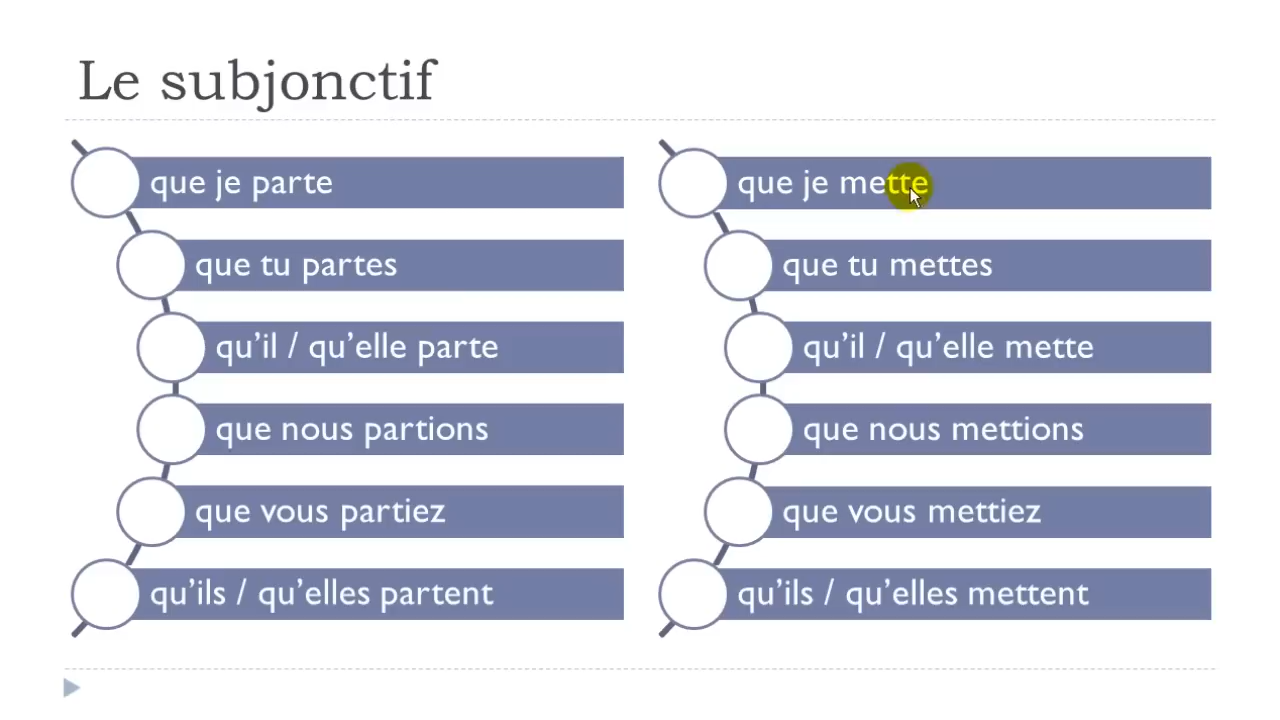 Le subjonctif
que je parte
que tu partes
qu’il / qu’elle parte
que nous partions
que vous partiez
qu’ils / qu’elles partent
que je mette
que tu mettes
qu’il / qu’elle mette
que nous mettions
que vous mettiez
qu’ils / qu’elles mettent